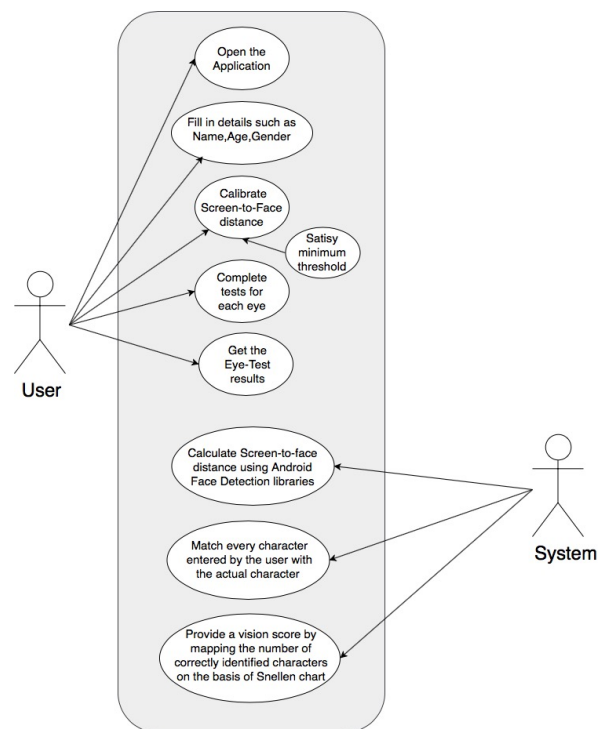 Open the
Application
Fill in details such as
Name,Age,Gender
Calibrate
Screen-to-Face
distance
Satisy
minimum
threshold
Complete
tests for
each eye
Get the
Eye-Test
results
User
Calculate Screen-to-face
distance using Android
Face Detection libraries
Match every character
entered by the user with
the actual character
System
Provide a vision score by
mapping the number of
correctly identified characters
on the basis of Snellen chart